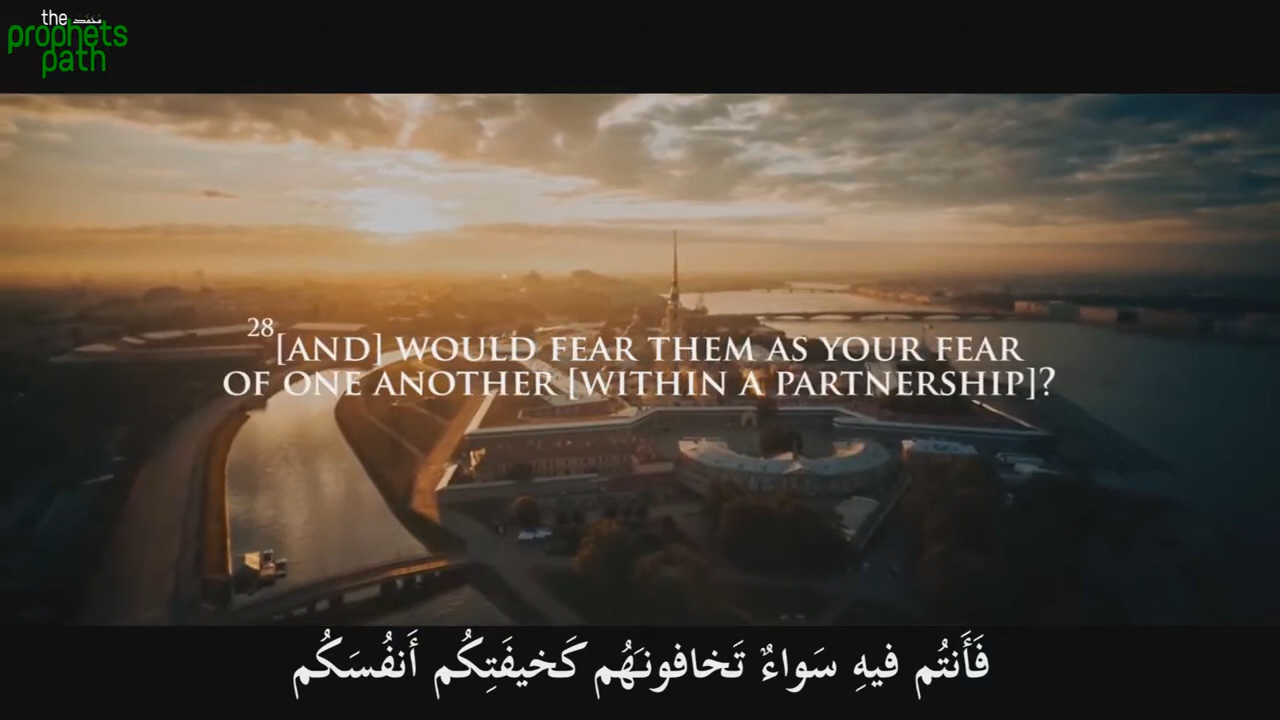 the محمد
prophets
path
28[AND] WOULD FEAR THEM AS YOUR FEAR
OF ONE ANOTHER [WITHIN A PARTNERSHIP]?
فَأَنتُم فيهِ سَواءٌ تَخافونَهُم كَخيفَتِكُم أَنفُسَكُم